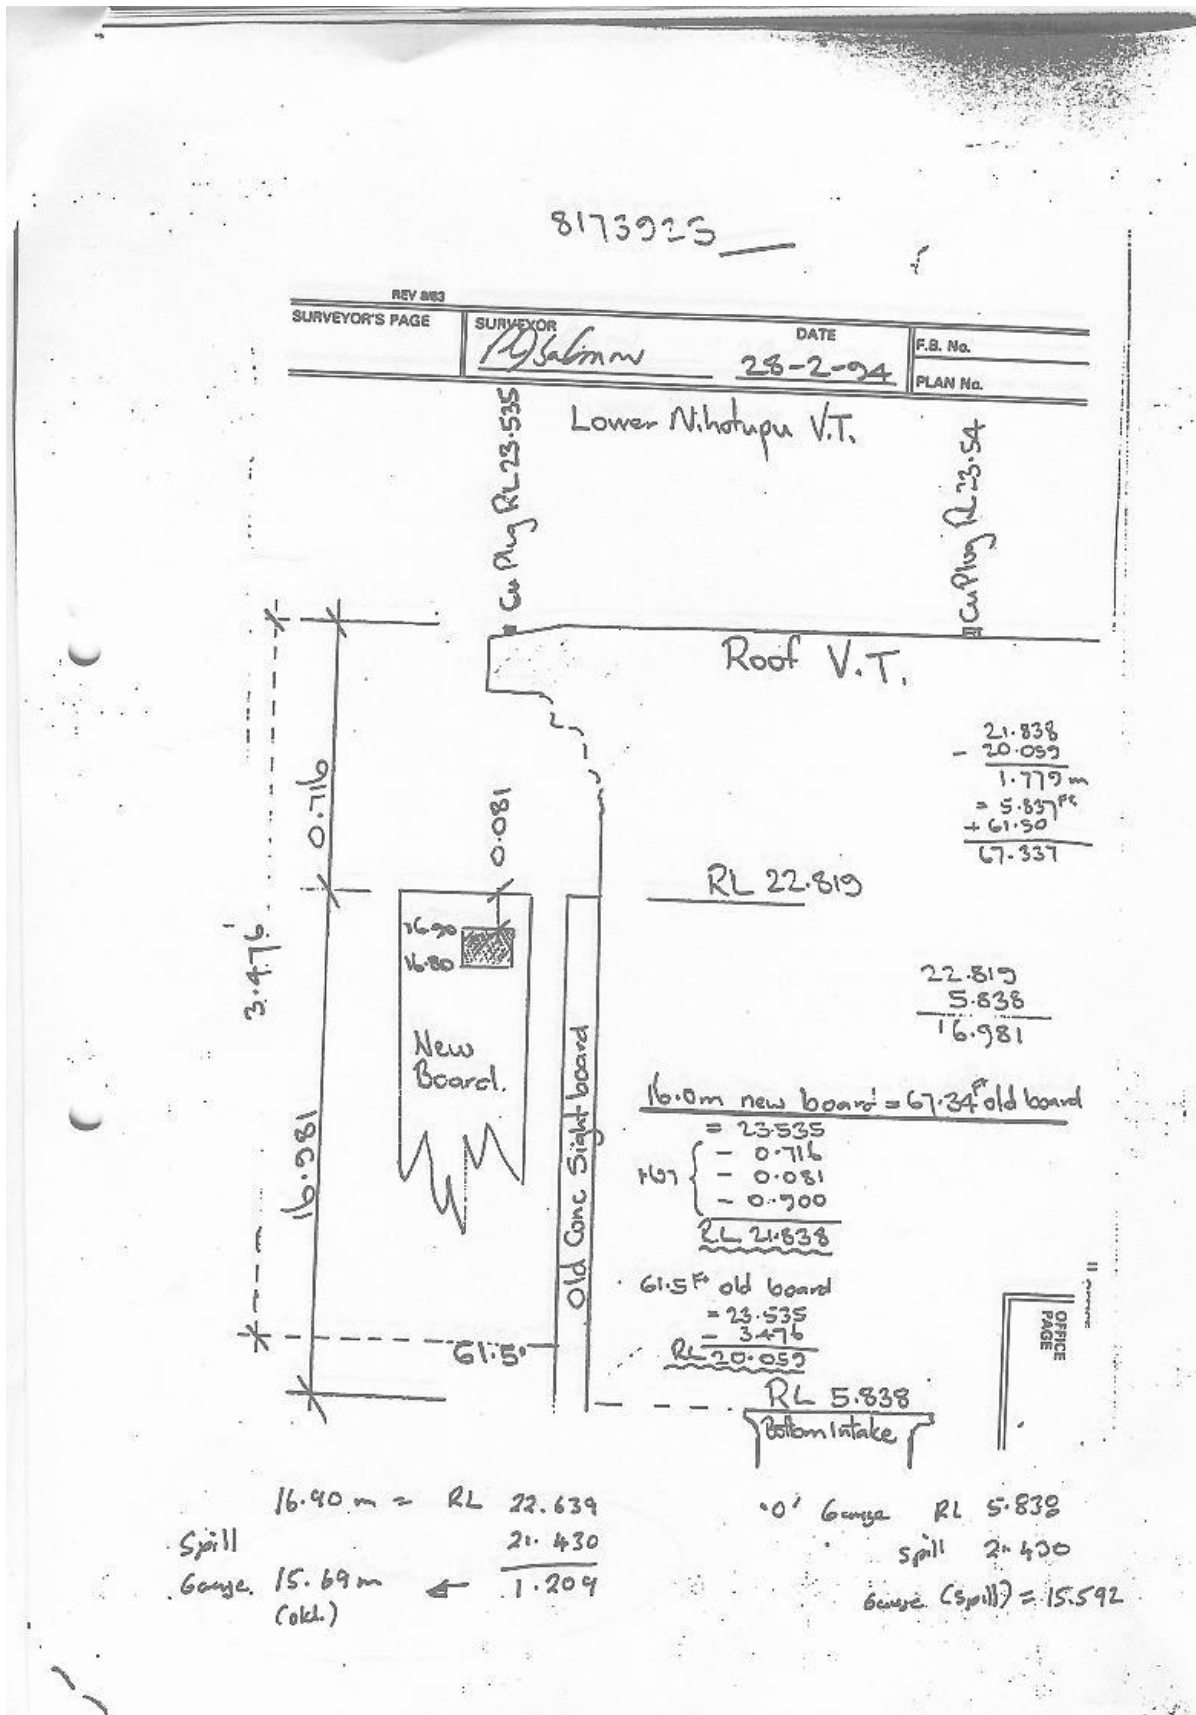 8173925
REV 8/83
SURVEYOR'S PAGE
SURVEYOR
DATE
28-2-94
F.B. No.
PLAN No.
Lower Nihotupu V.T.
Cu Plug RL 23.535
Cu Plug RL 23.54
Roof V.T.
21.838
- 20.059
1.779 m
= 5.837 Ft
+ 61.50
67.337
0.716
0.081
RL 22.819
16.90
16.80
3.476
22.819
5.838
16.981
New
Board.
Old Conc Sight board
16.981
16.0m new board = 67.34 Ft old board
= 23.535
- 0.716
- 0.081
- 0.900
RL 21.838
61.5 Ft old board
= 23.535
- 3.476
RL 20.059
61.5'
OFFICE
PAGE
RL 5.838
Bottom Intake
16.90 m = RL 22.639
Spill 21.430
Gauge. 15.69 m ← 1.209
(old.)
'0' Gauge RL 5.838
Spill 21.430
Gauge (Spill) = 15.592